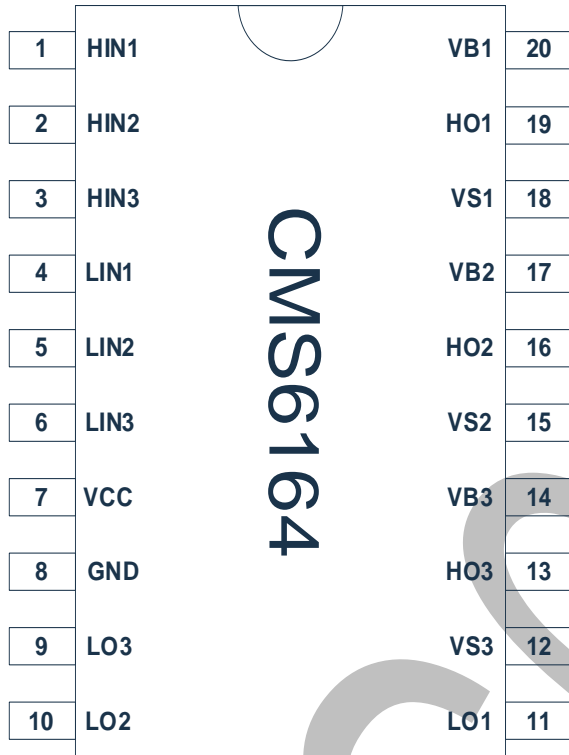 1 HIN1 VB1 20
2 HIN2 HO1 19
3 HIN3 VS1 18
4 LIN1 VB2 17
5 LIN2 HO2 16
6 LIN3 VS2 15
7 VCC VB3 14
8 GND HO3 13
9 LO3 VS3 12
10 LO2 LO1 11
CMS6164